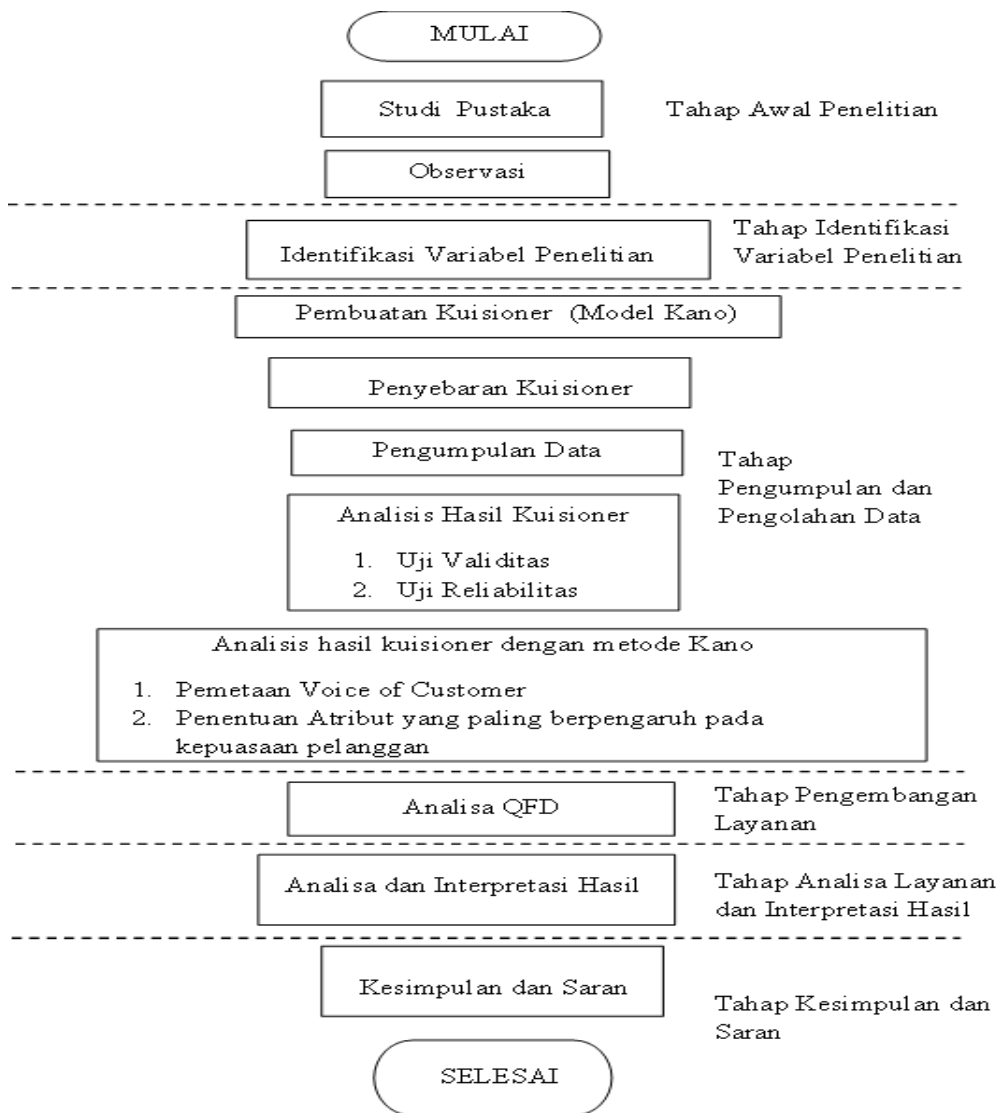 MULAI
Studi Pustaka
Tahap Awal Penelitian
Observasi
Tahap Identifikasi
Variabel Penelitian
Identifikasi Variabel Penelitian
Pembuatan Kuisioner (Model Kano)
Penyebaran Kuisioner
Pengumpulan Data
Tahap
Pengumpulan dan
Pengolahan Data
Analisis Hasil Kuisioner
1. Uji Validitas
2. Uji Reliabilitas
Analisis hasil kuisioner dengan metode Kano
1. Pemetaan Voice of Customer
2. Penentuan Atribut yang paling berpengaruh pada
kepuasaan pelanggan
Analisa QFD
Tahap Pengembangan
Layanan
Analisa dan Interpretasi Hasil
Tahap Analisa Layanan
dan Interpretasi Hasil
Kesimpulan dan Saran
Tahap Kesimpulan dan
Saran
SELESAI